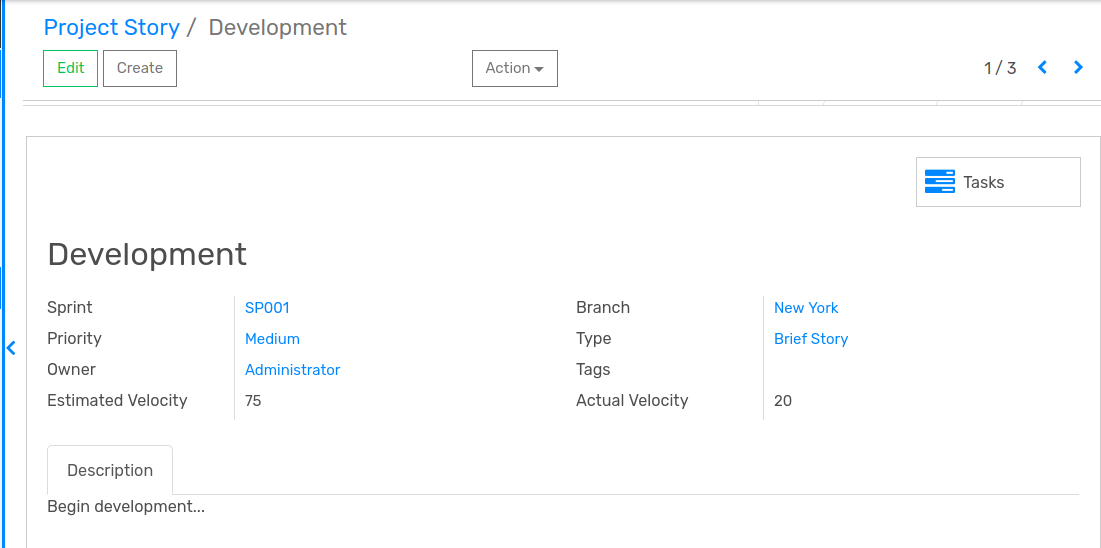 Project Story / Development
Edit Create Action 1 / 3
Tasks
Development
Sprint SP001 Branch New York
Priority Medium Type Brief Story
Owner Administrator Tags
Estimated Velocity 75 Actual Velocity 20
Description
Begin development...